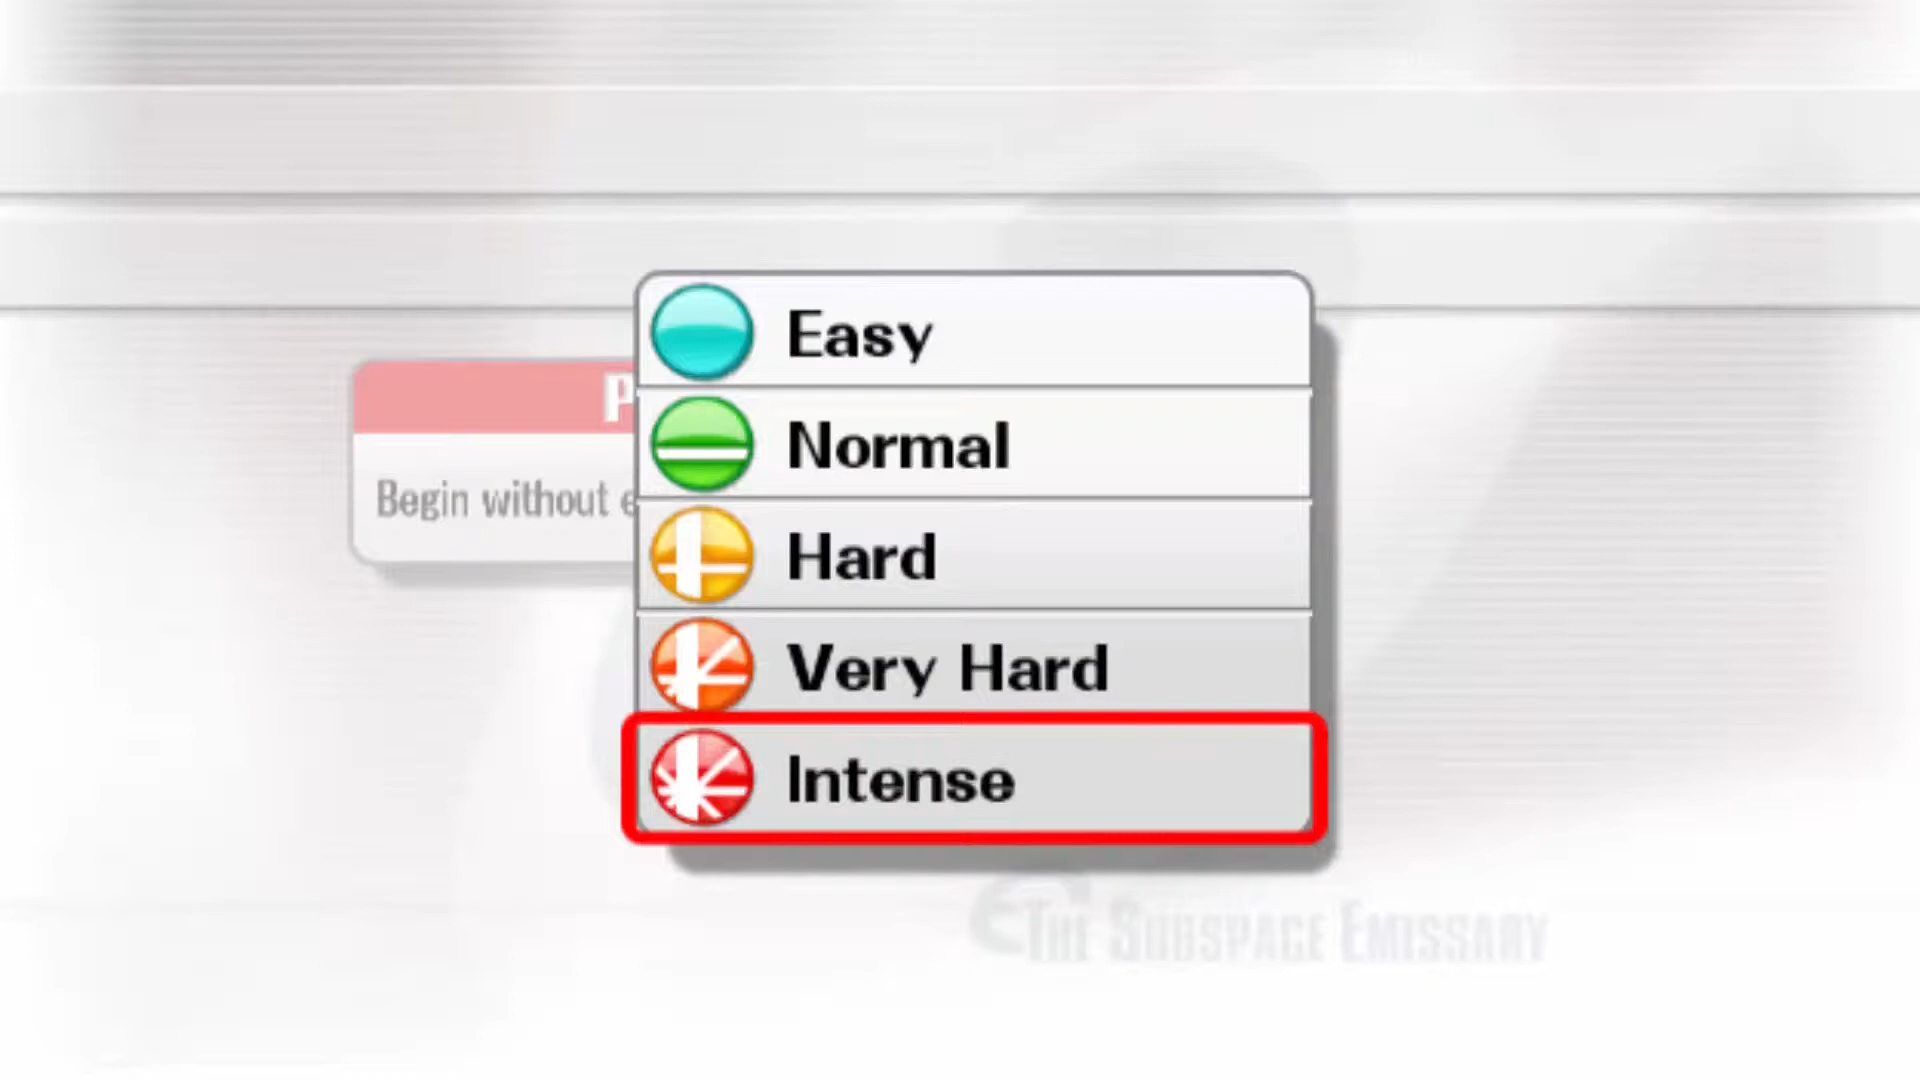 Easy
Normal
P
Begin without e
Hard
Very Hard
Intense
THE SUBSPACE EMISSARY